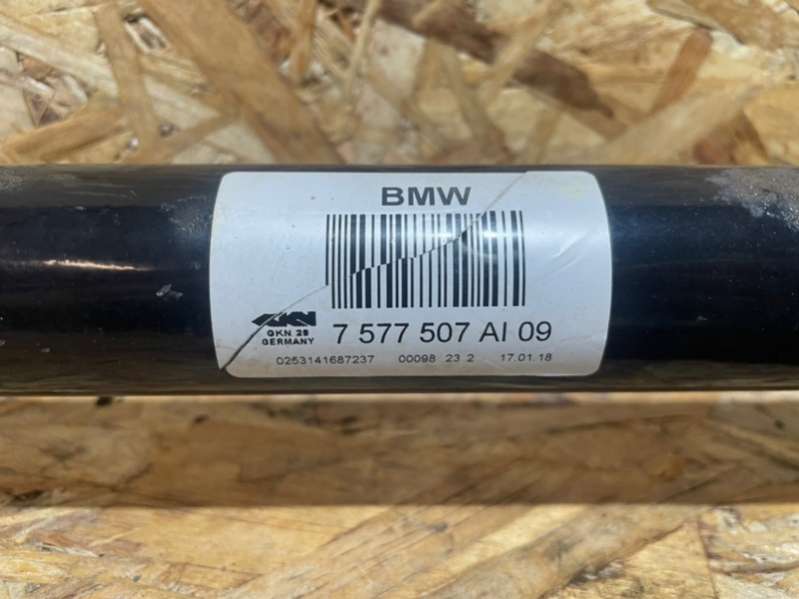 BMW
GKN 28
GERMANY
7 577 507 AI 09
0253141687237 00098 23 2 17.01.18